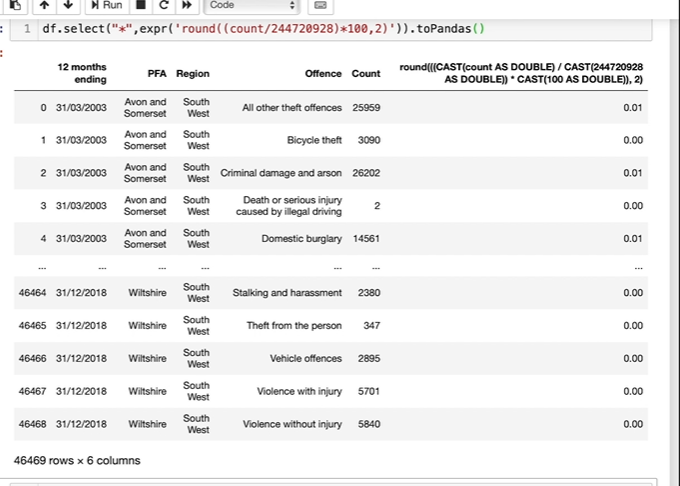 Run Code
1 df.select("*",expr('round((count/244720928)*100,2)')).toPandas()
12 months ending PFA Region Offence Count round(((CAST(count AS DOUBLE) / CAST(244720928 AS DOUBLE)) * CAST(100 AS DOUBLE)), 2)
0 31/03/2003 Avon and Somerset South West All other theft offences 25959 0.01
1 31/03/2003 Avon and Somerset South West Bicycle theft 3090 0.00
2 31/03/2003 Avon and Somerset South West Criminal damage and arson 26202 0.01
3 31/03/2003 Avon and Somerset South West Death or serious injury caused by illegal driving 2 0.00
4 31/03/2003 Avon and Somerset South West Domestic burglary 14561 0.01
... ... ... ... ... ... ...
46464 31/12/2018 Wiltshire South West Stalking and harassment 2380 0.00
46465 31/12/2018 Wiltshire South West Theft from the person 347 0.00
46466 31/12/2018 Wiltshire South West Vehicle offences 2895 0.00
46467 31/12/2018 Wiltshire South West Violence with injury 5701 0.00
46468 31/12/2018 Wiltshire South West Violence without injury 5840 0.00
46469 rows × 6 columns